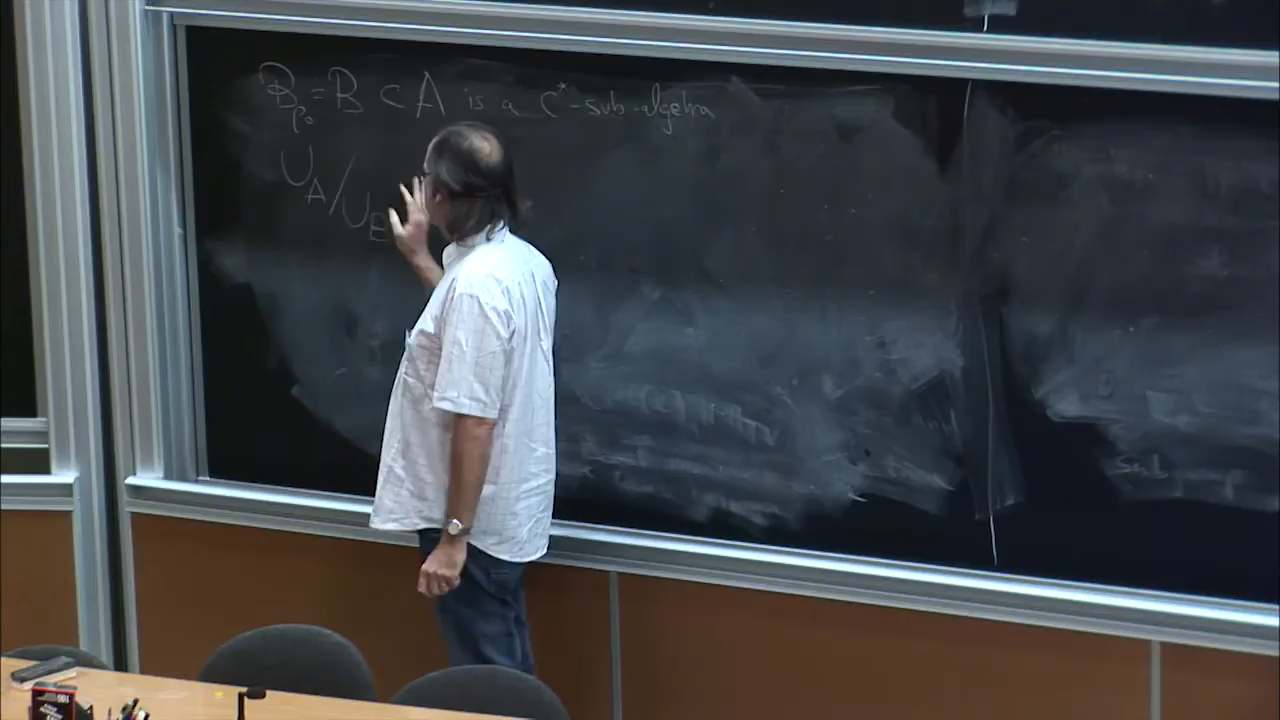 B_{p_0} = B ⊂ A is a C*-sub-algebra
U_A / U_B